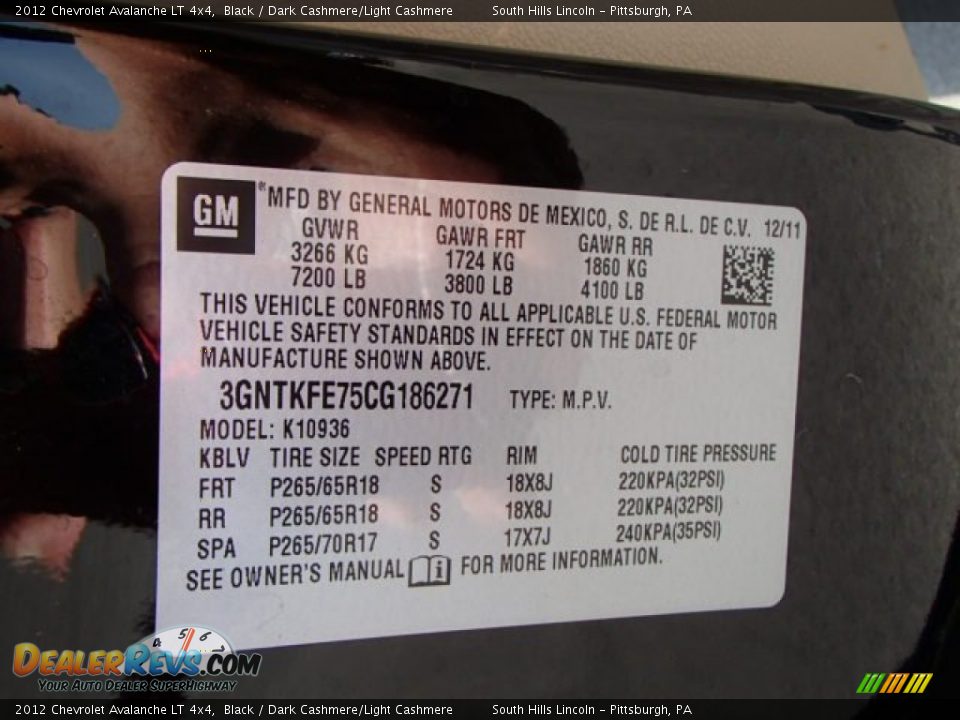 2012 Chevrolet Avalanche LT 4x4, Black / Dark Cashmere/Light Cashmere South Hills Lincoln - Pittsburgh, PA
GM *MFD BY GENERAL MOTORS DE MEXICO, S. DE R.L. DE C.V. 12/11
GVWR GAWR FRT GAWR RR
3266 KG 1724 KG 1860 KG
7200 LB 3800 LB 4100 LB
THIS VEHICLE CONFORMS TO ALL APPLICABLE U.S. FEDERAL MOTOR
VEHICLE SAFETY STANDARDS IN EFFECT ON THE DATE OF
MANUFACTURE SHOWN ABOVE.
3GNTKFE75CG186271 TYPE: M.P.V.
MODEL: K10936
KBLV TIRE SIZE SPEED RTG RIM COLD TIRE PRESSURE
FRT P265/65R18 S 18X8J 220KPA(32PSI)
RR P265/65R18 S 18X8J 220KPA(32PSI)
SPA P265/70R17 S 17X7J 240KPA(35PSI)
SEE OWNER'S MANUAL i FOR MORE INFORMATION.
4 5 6
DEALERREVS.COM
Your Auto Dealer SuperHighway
2012 Chevrolet Avalanche LT 4x4, Black / Dark Cashmere/Light Cashmere South Hills Lincoln - Pittsburgh, PA